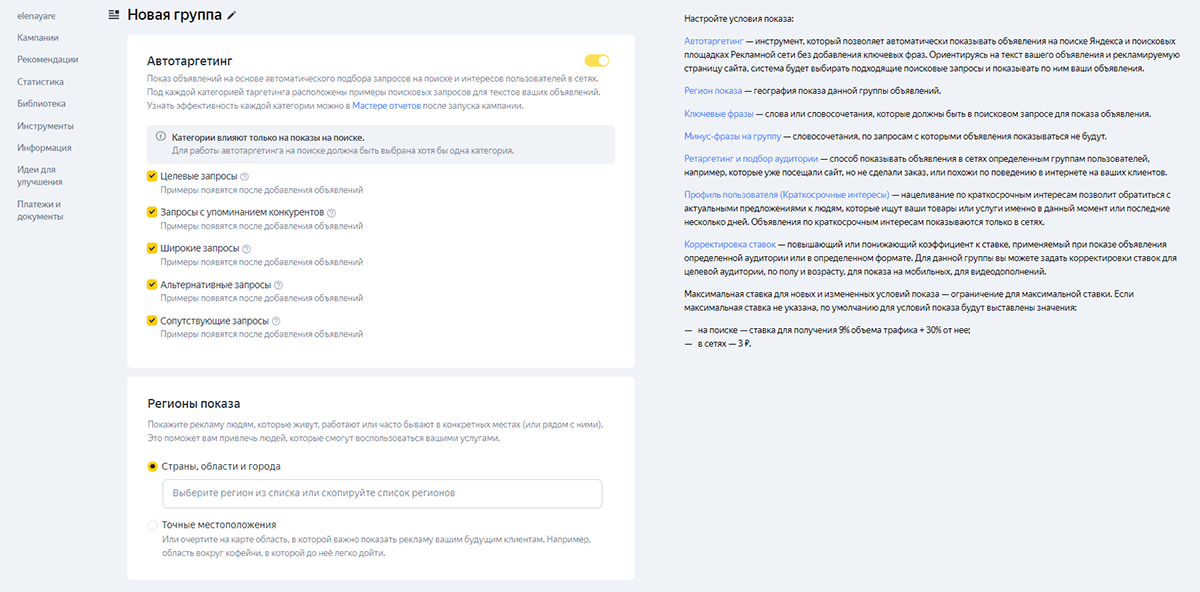 elenayare
Кампании
Рекомендации
Статистика
Библиотека
Инструменты
Информация
Идеи для
улучшения
Платежи и
документы
Новая группа
Автотаргетинг
Показ объявлений на основе автоматического подбора запросов на поиске и интересов пользователей в сетях.
Под каждой категорией таргетинга расположены примеры поисковых запросов для текстов ваших объявлений.
Узнать эффективность каждой категории можно в Мастере отчетов после запуска кампании.
Категории влияют только на показы на поиске.
Для работы автотаргетинга на поиске должна быть выбрана хотя бы одна категория.
Целевые запросы
Примеры появятся после добавления объявлений
Запросы с упоминанием конкурентов
Примеры появятся после добавления объявлений
Широкие запросы
Примеры появятся после добавления объявлений
Альтернативные запросы
Примеры появятся после добавления объявлений
Сопутствующие запросы
Примеры появятся после добавления объявлений
Регионы показа
Покажите рекламу людям, которые живут, работают или часто бывают в конкретных местах (или рядом с ними).
Это поможет вам привлечь людей, которые смогут воспользоваться вашими услугами.
Страны, области и города
Выберите регион из списка или скопируйте список регионов
Точные местоположения
Или очертите на карте область, в которой важно показать рекламу вашим будущим клиентам. Например,
область вокруг кофейни, в которой до неё легко дойти.
Настройте условия показа:
Автотаргетинг — инструмент, который позволяет автоматически показывать объявления на поиске Яндекса и поисковых
площадках Рекламной сети без добавления ключевых фраз. Ориентируясь на текст вашего объявления и рекламируемую
страницу сайта, система будет выбирать подходящие поисковые запросы и показывать по ним ваши объявления.
Регион показа — география показа данной группы объявлений.
Ключевые фразы — слова или словосочетания, которые должны быть в поисковом запросе для показа объявления.
Минус-фразы на группу — словосочетания, по запросам с которыми объявления показываться не будут.
Ретаргетинг и подбор аудитории — способ показывать объявления в сетях определенным группам пользователей,
например, которые уже посещали сайт, но не сделали заказ, или похожи по поведению в интернете на ваших клиентов.
Профиль пользователя (Краткосрочные интересы) — нацеливание по краткосрочным интересам позволит обратиться с
актуальными предложениями к людям, которые ищут ваши товары или услуги именно в данный момент или последние
несколько дней. Объявления по краткосрочным интересам показываются только в сетях.
Корректировка ставок — повышающий или понижающий коэффициент к ставке, применяемый при показе объявления
определенной аудитории или в определенном формате. Для данной группы вы можете задать корректировки ставок для
целевой аудитории, по полу и возрасту, для показа на мобильных, для видеодополнений.
Максимальная ставка для новых и измененных условий показа — ограничение для максимальной ставки. Если
максимальная ставка не указана, по умолчанию для условий показа будут выставлены значения:
— на поиске — ставка для получения 9% объема трафика + 30% от нее;
— в сетях — 3 ₽.